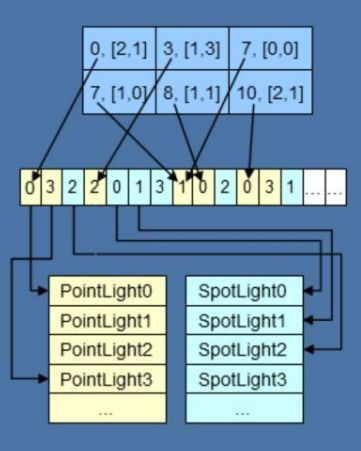 0, [2,1] 3, [1,3] 7, [0,0]
7, [1,0] 8, [1,1] 10, [2,1]
0 3 2 2 0 1 3 1 0 2 0 3 1 ... ...
PointLight0 SpotLight0
PointLight1 SpotLight1
PointLight2 SpotLight2
PointLight3 SpotLight3
... ...